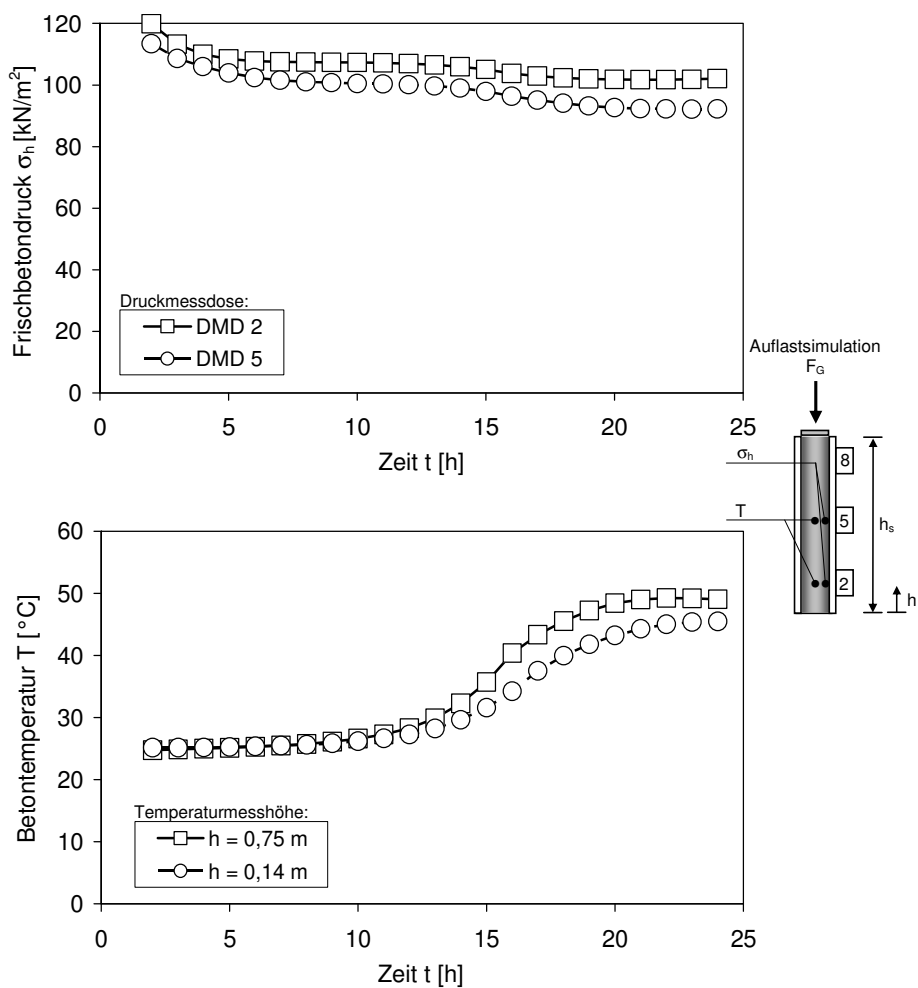 120
100
80
60
40
20
0
Frischbetondruck σh [kN/m²]
Druckmessdose:
DMD 2
DMD 5
0 5 10 15 20 25
Zeit t [h]
Auflastsimulation
FG
σh
T
8
5
2
hs
h
60
50
40
30
20
10
0
Betontemperatur T [°C]
Temperaturmesshöhe:
h = 0,75 m
h = 0,14 m
0 5 10 15 20 25
Zeit t [h]